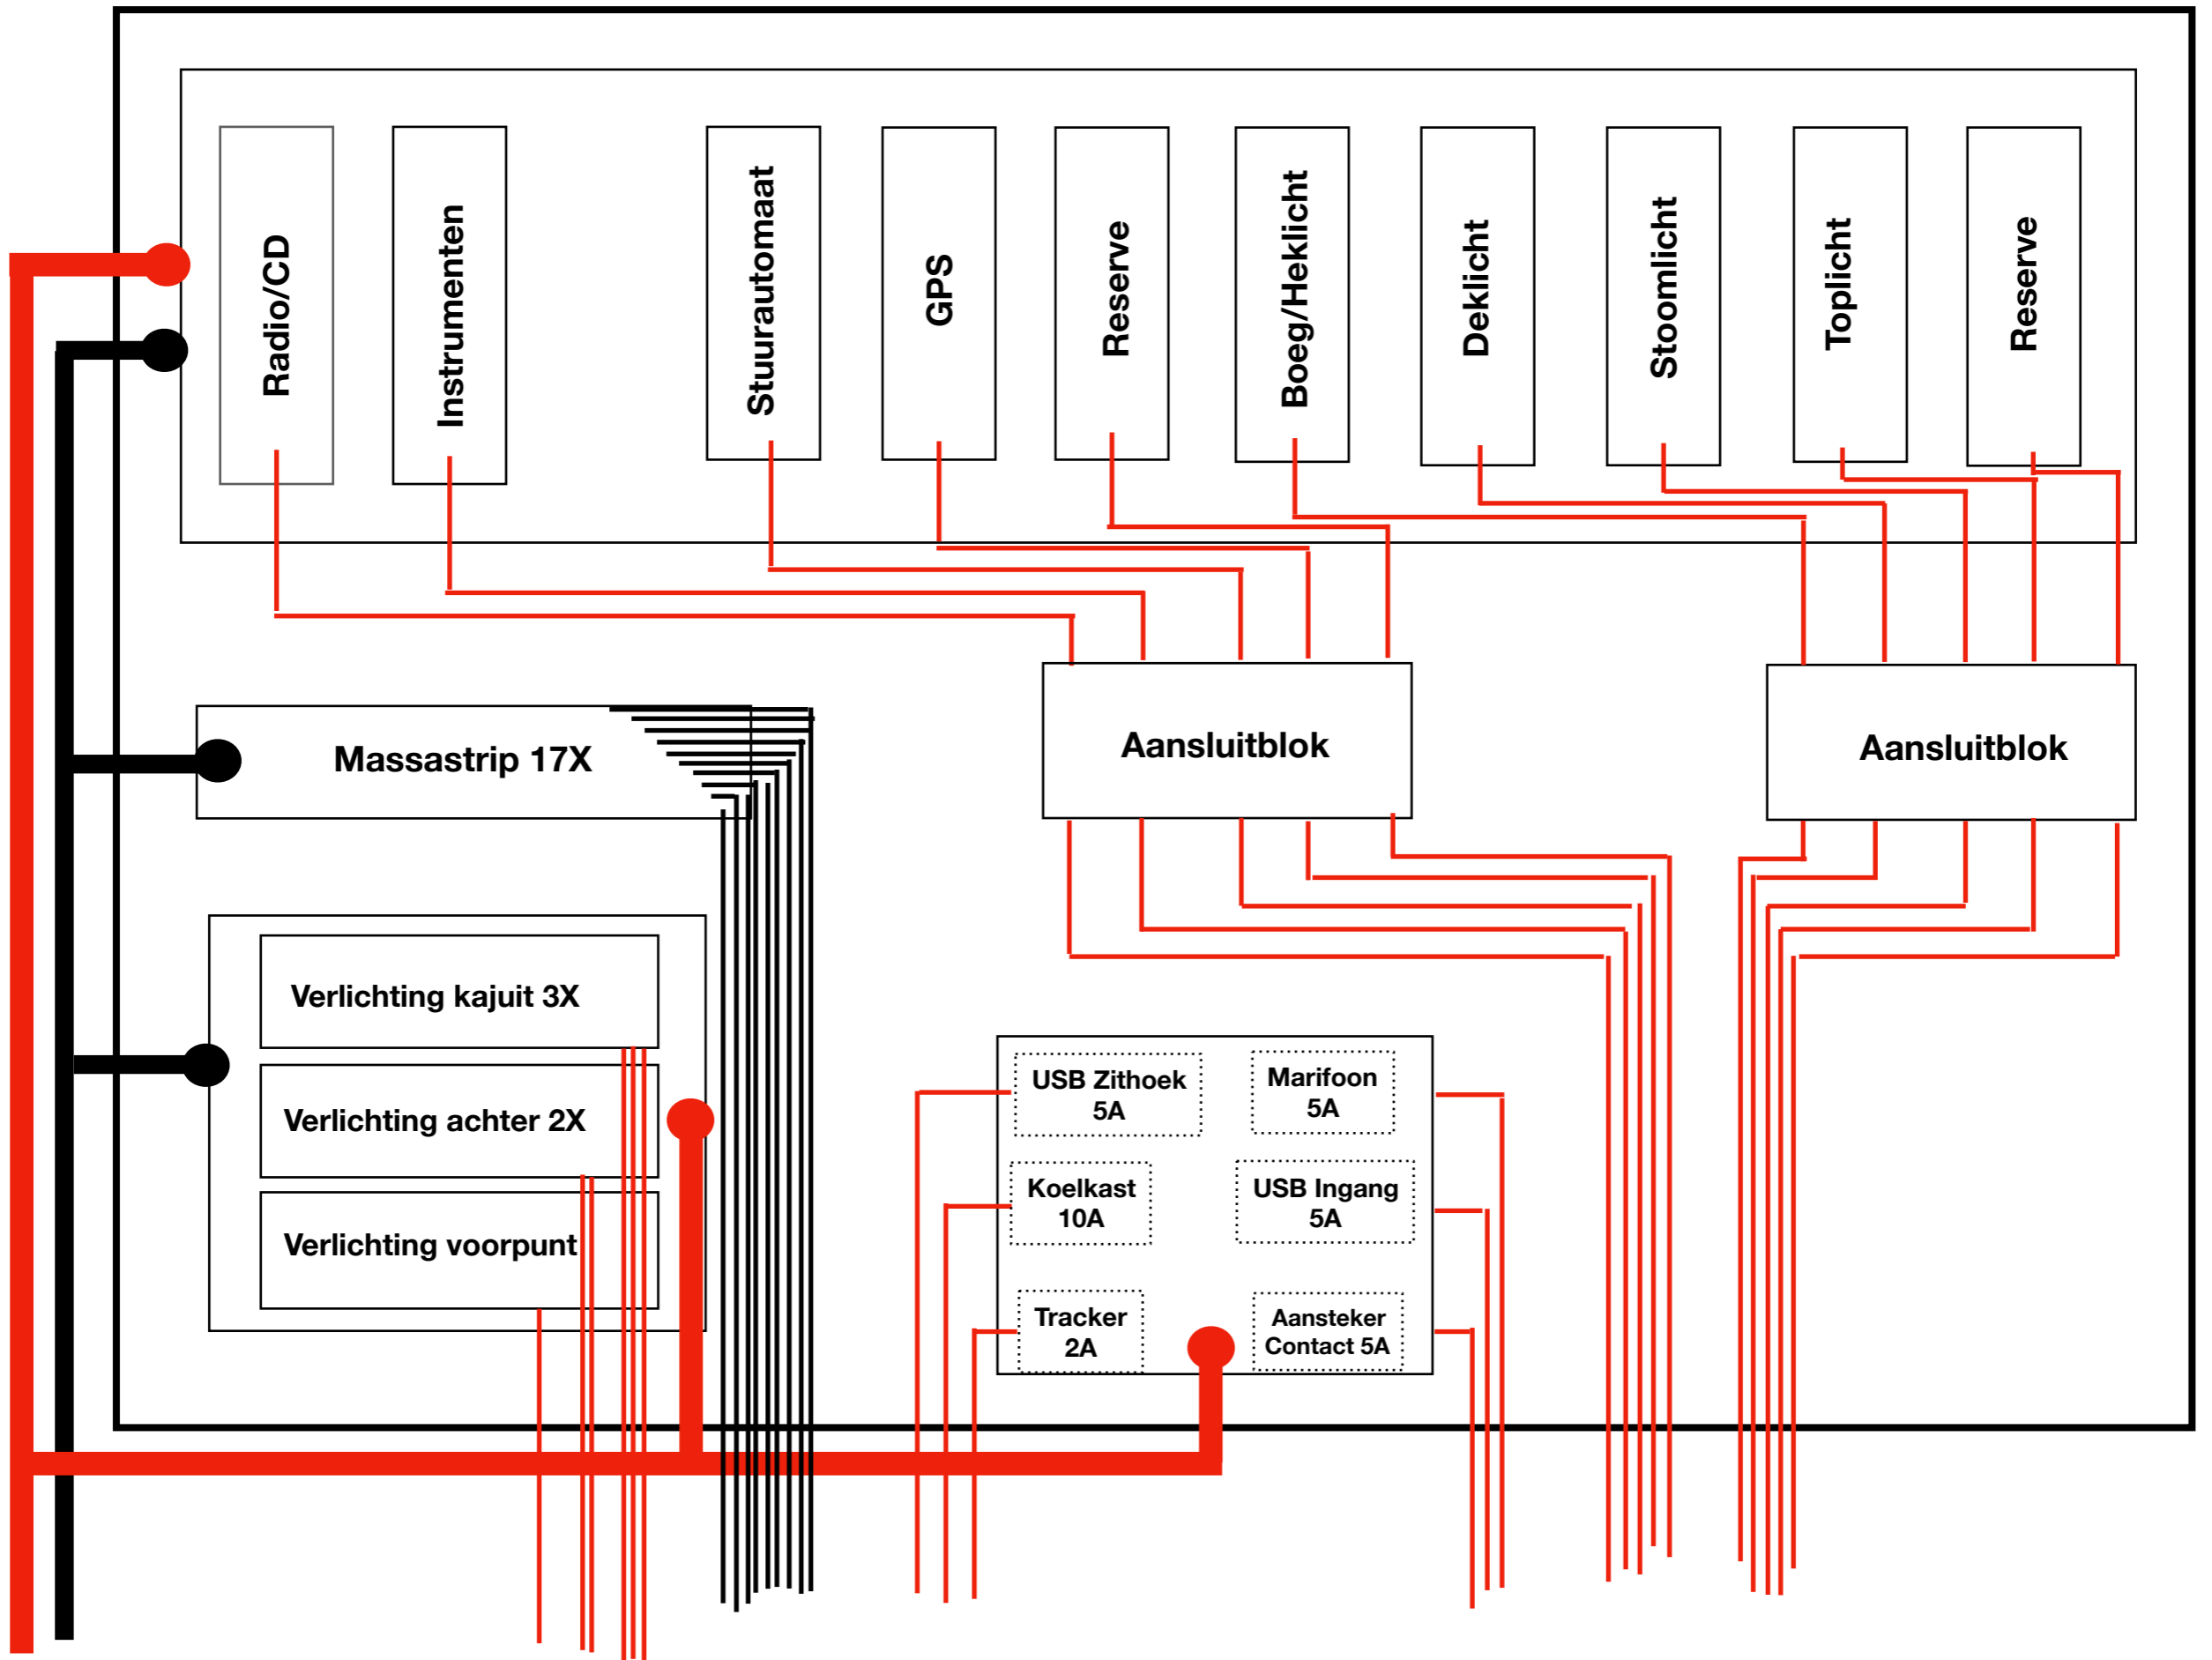 Radio/CD
Instrumenten
Stuurautomaat
GPS
Reserve
Boeg/Heklicht
Deklicht
Stoomlicht
Toplicht
Reserve
Massastrip 17X
Aansluitblok
Aansluitblok
Verlichting kajuit 3X
Verlichting achter 2X
Verlichting voorpunt
USB Zithoek
5A
Marifoon
5A
Koelkast
10A
USB Ingang
5A
Tracker
2A
Aansteker
Contact 5A